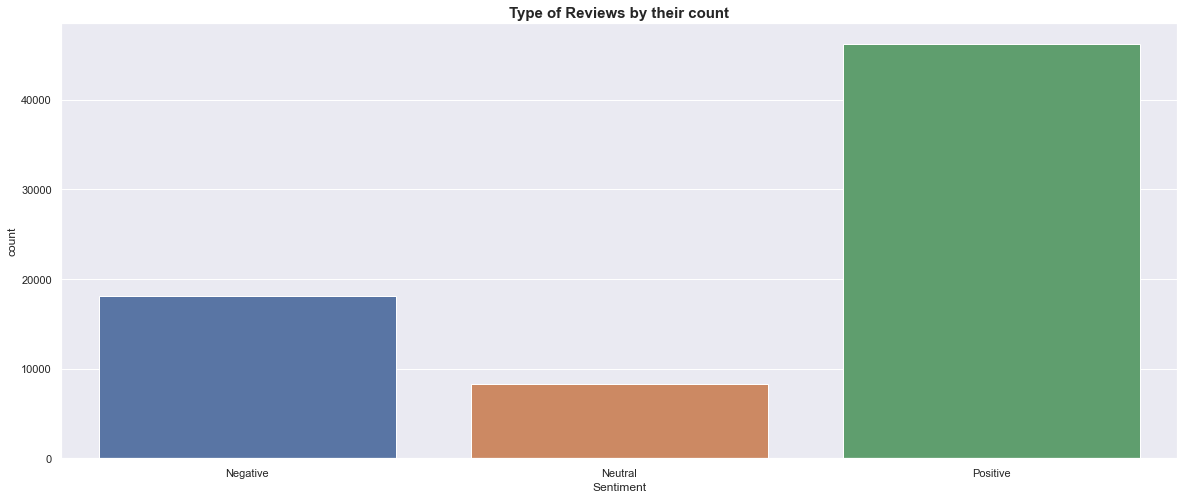 Type of Reviews by their count
40000
30000
20000
10000
0
count
Negative
Neutral
Positive
Sentiment